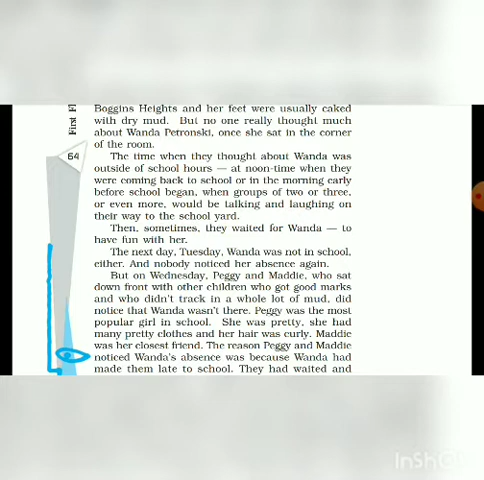 First Fl
64
Boggins Heights and her feet were usually caked
with dry mud. But no one really thought much
about Wanda Petronski, once she sat in the corner
of the room.
The time when they thought about Wanda was
outside of school hours — at noon-time when they
were coming back to school or in the morning early
before school began, when groups of two or three,
or even more, would be talking and laughing on
their way to the school yard.
Then, sometimes, they waited for Wanda — to
have fun with her.
The next day, Tuesday, Wanda was not in school,
either. And nobody noticed her absence again.
But on Wednesday, Peggy and Maddie, who sat
down front with other children who got good marks
and who didn't track in a whole lot of mud, did
notice that Wanda wasn't there. Peggy was the most
popular girl in school. She was pretty, she had
many pretty clothes and her hair was curly. Maddie
was her closest friend. The reason Peggy and Maddie
noticed Wanda's absence was because Wanda had
made them late to school. They had waited and
InShO